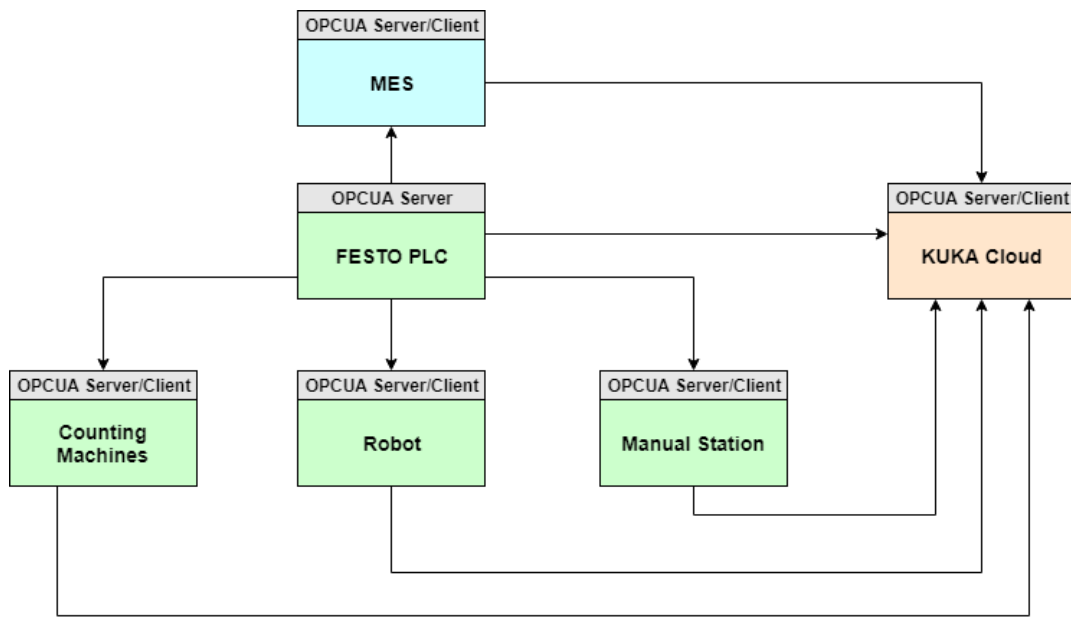 OPCUA Server/Client
MES
OPCUA Server
FESTO PLC
OPCUA Server/Client
KUKA Cloud
OPCUA Server/Client
Counting
Machines
OPCUA Server/Client
Robot
OPCUA Server/Client
Manual Station